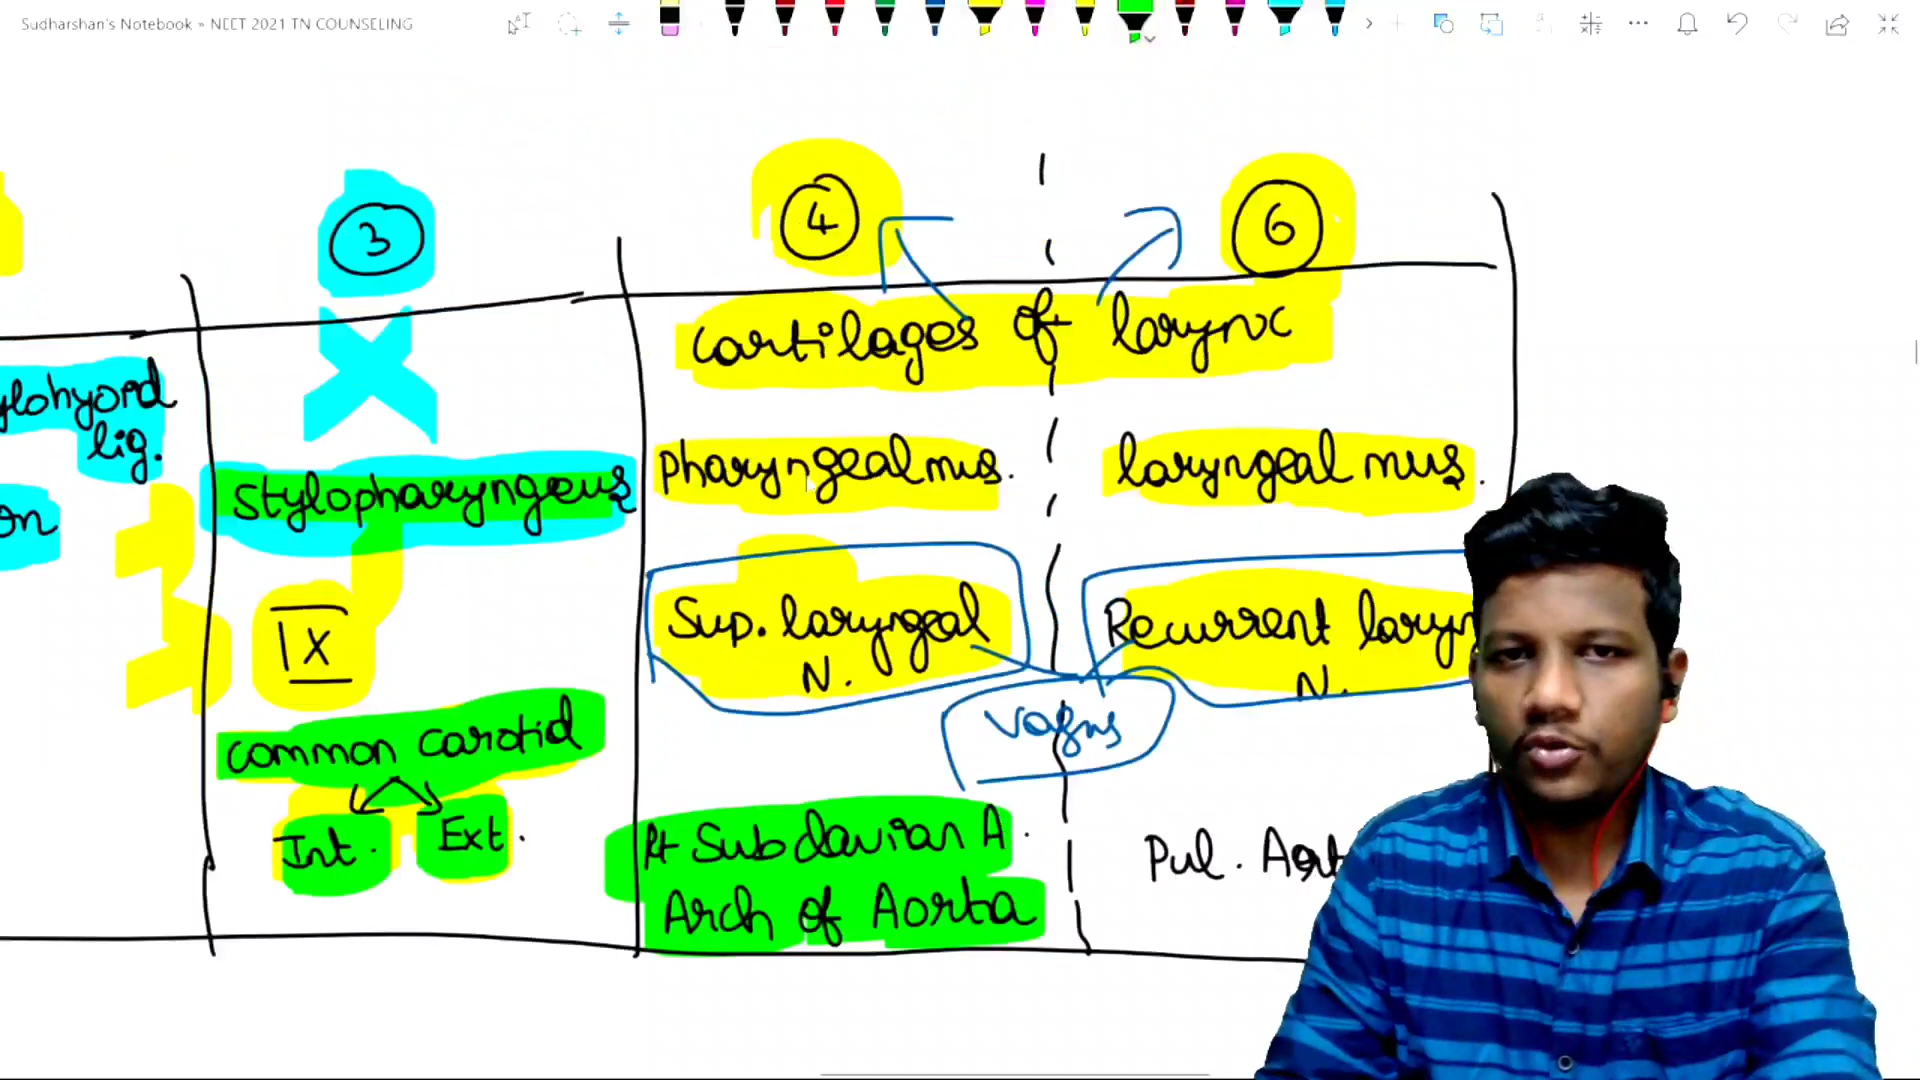 Sudharshan's Notebook » NEET 2021 TN COUNSELING
3
4
6
cartilages of larynx
ylohyoid
lig.
Stylopharyngeus
Pharyngeal mus.
laryngeal mus.
on
IX
Sup. laryngeal
N.
Recurrent laryn
N.
Vagus
Common Carotid
Int.
Ext.
Rt Subclavian A.
Arch of Aorta
Pul. Aort